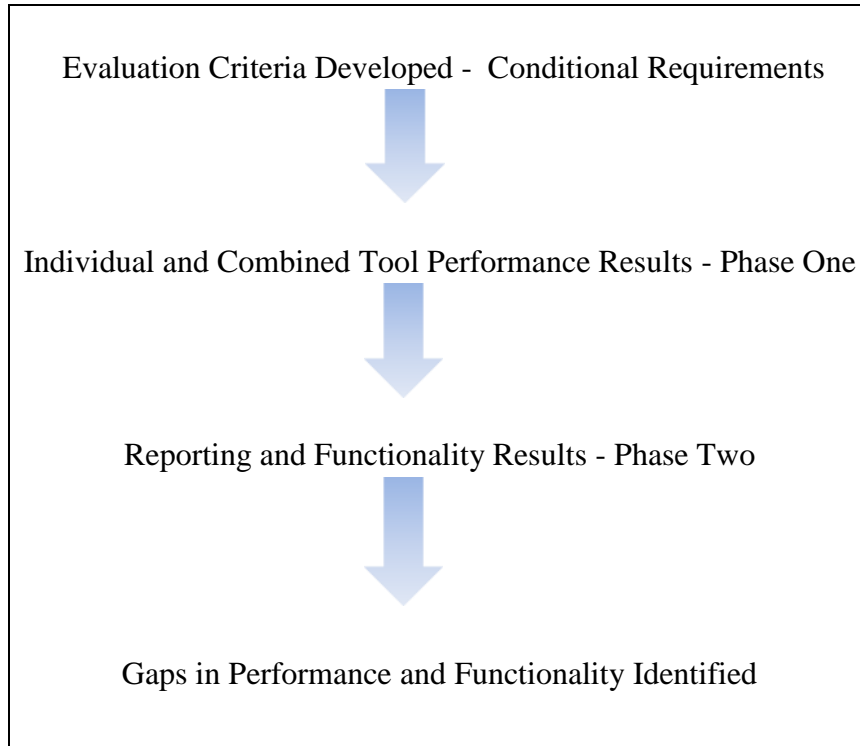 Evaluation Criteria Developed -  Conditional Requirements
Individual and Combined Tool Performance Results - Phase One
Reporting and Functionality Results - Phase Two
Gaps in Performance and Functionality Identified